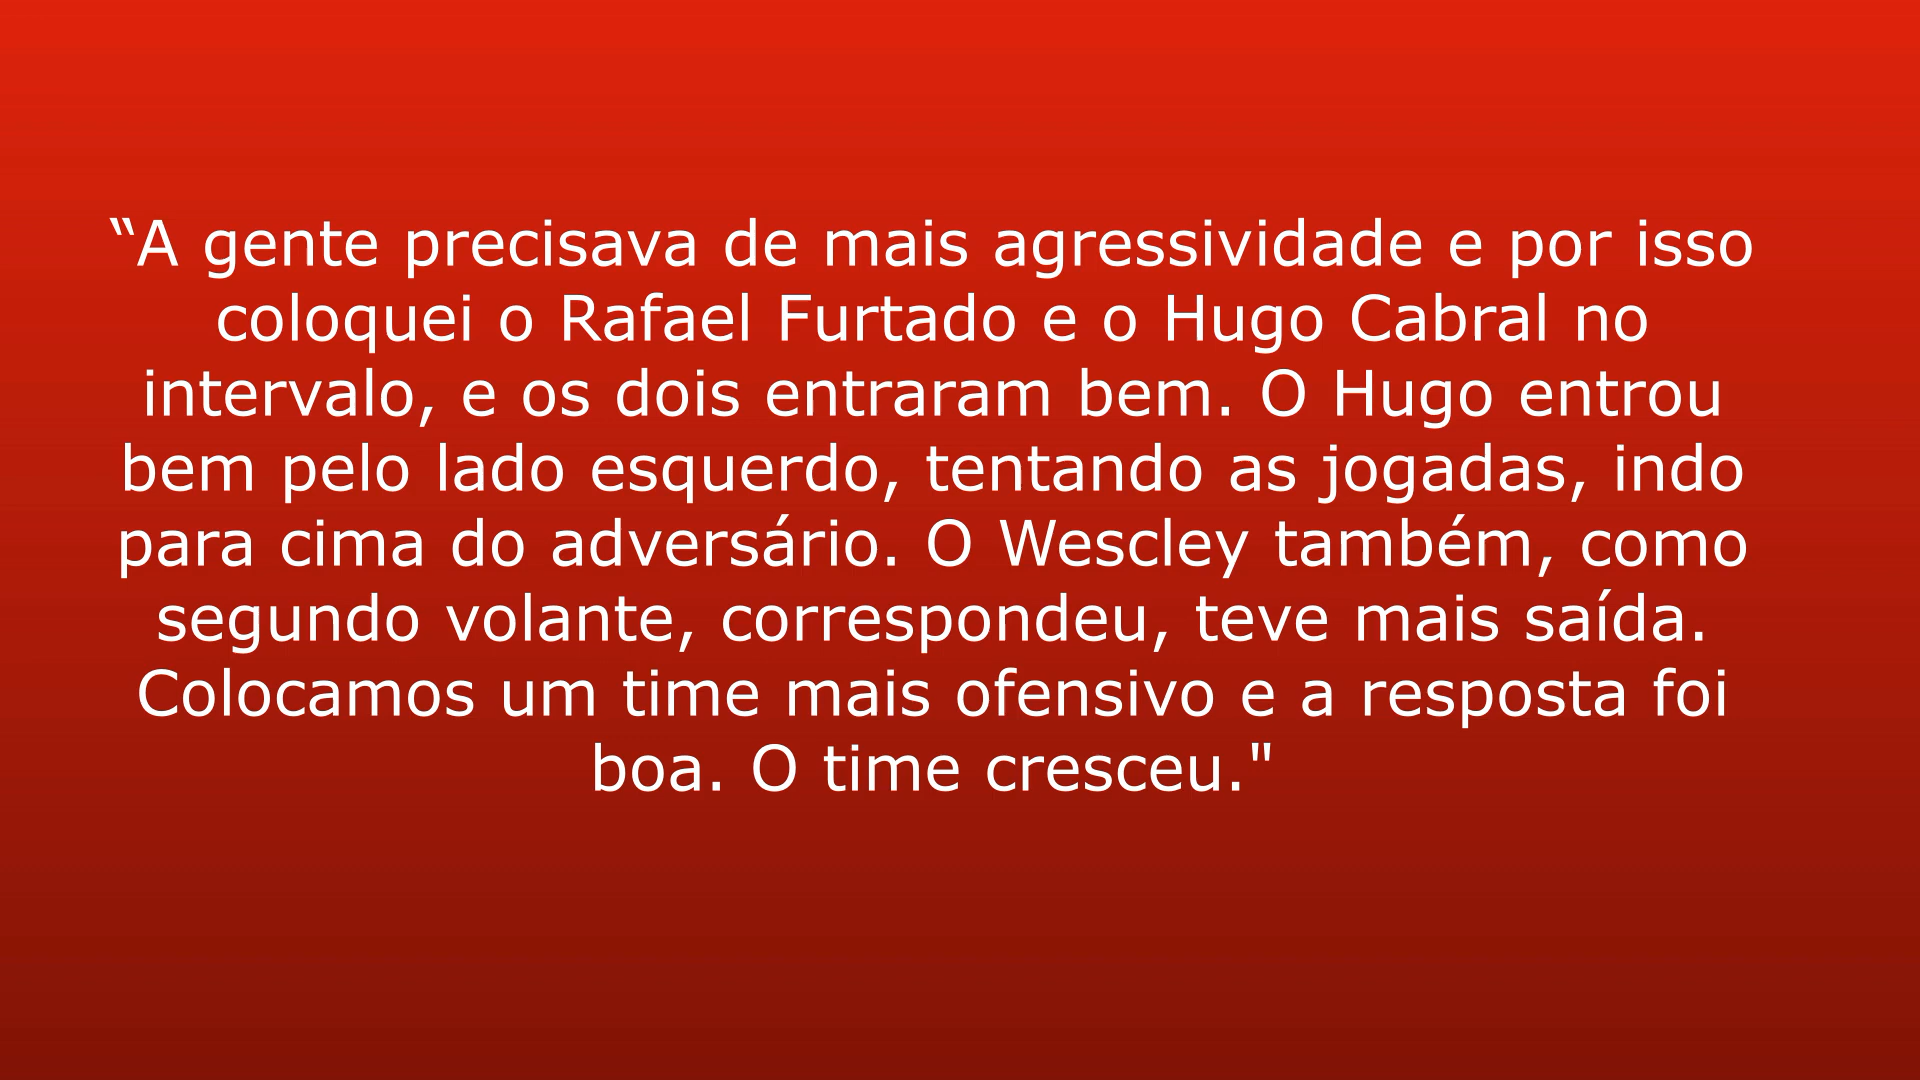 “A gente precisava de mais agressividade e por isso
coloquei o Rafael Furtado e o Hugo Cabral no
intervalo, e os dois entraram bem. O Hugo entrou
bem pelo lado esquerdo, tentando as jogadas, indo
para cima do adversário. O Wescley também, como
segundo volante, correspondeu, teve mais saída.
Colocamos um time mais ofensivo e a resposta foi
boa. O time cresceu."